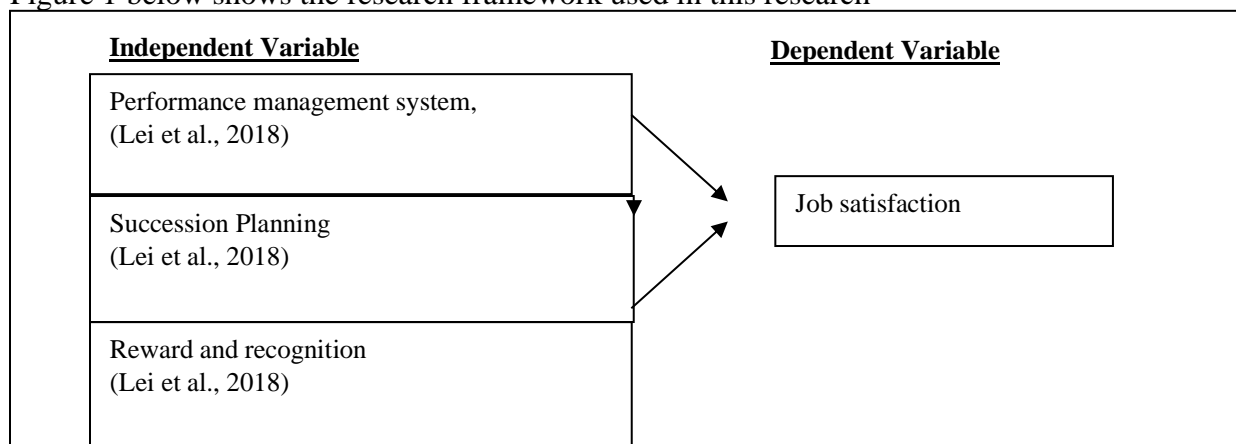 Figure 1 below shows the research framework used in this research
Independent Variable
Performance management system,
(Lei et al., 2018)
Succession Planning
(Lei et al., 2018)
Reward and recognition
(Lei et al., 2018)
Dependent Variable
Job satisfaction